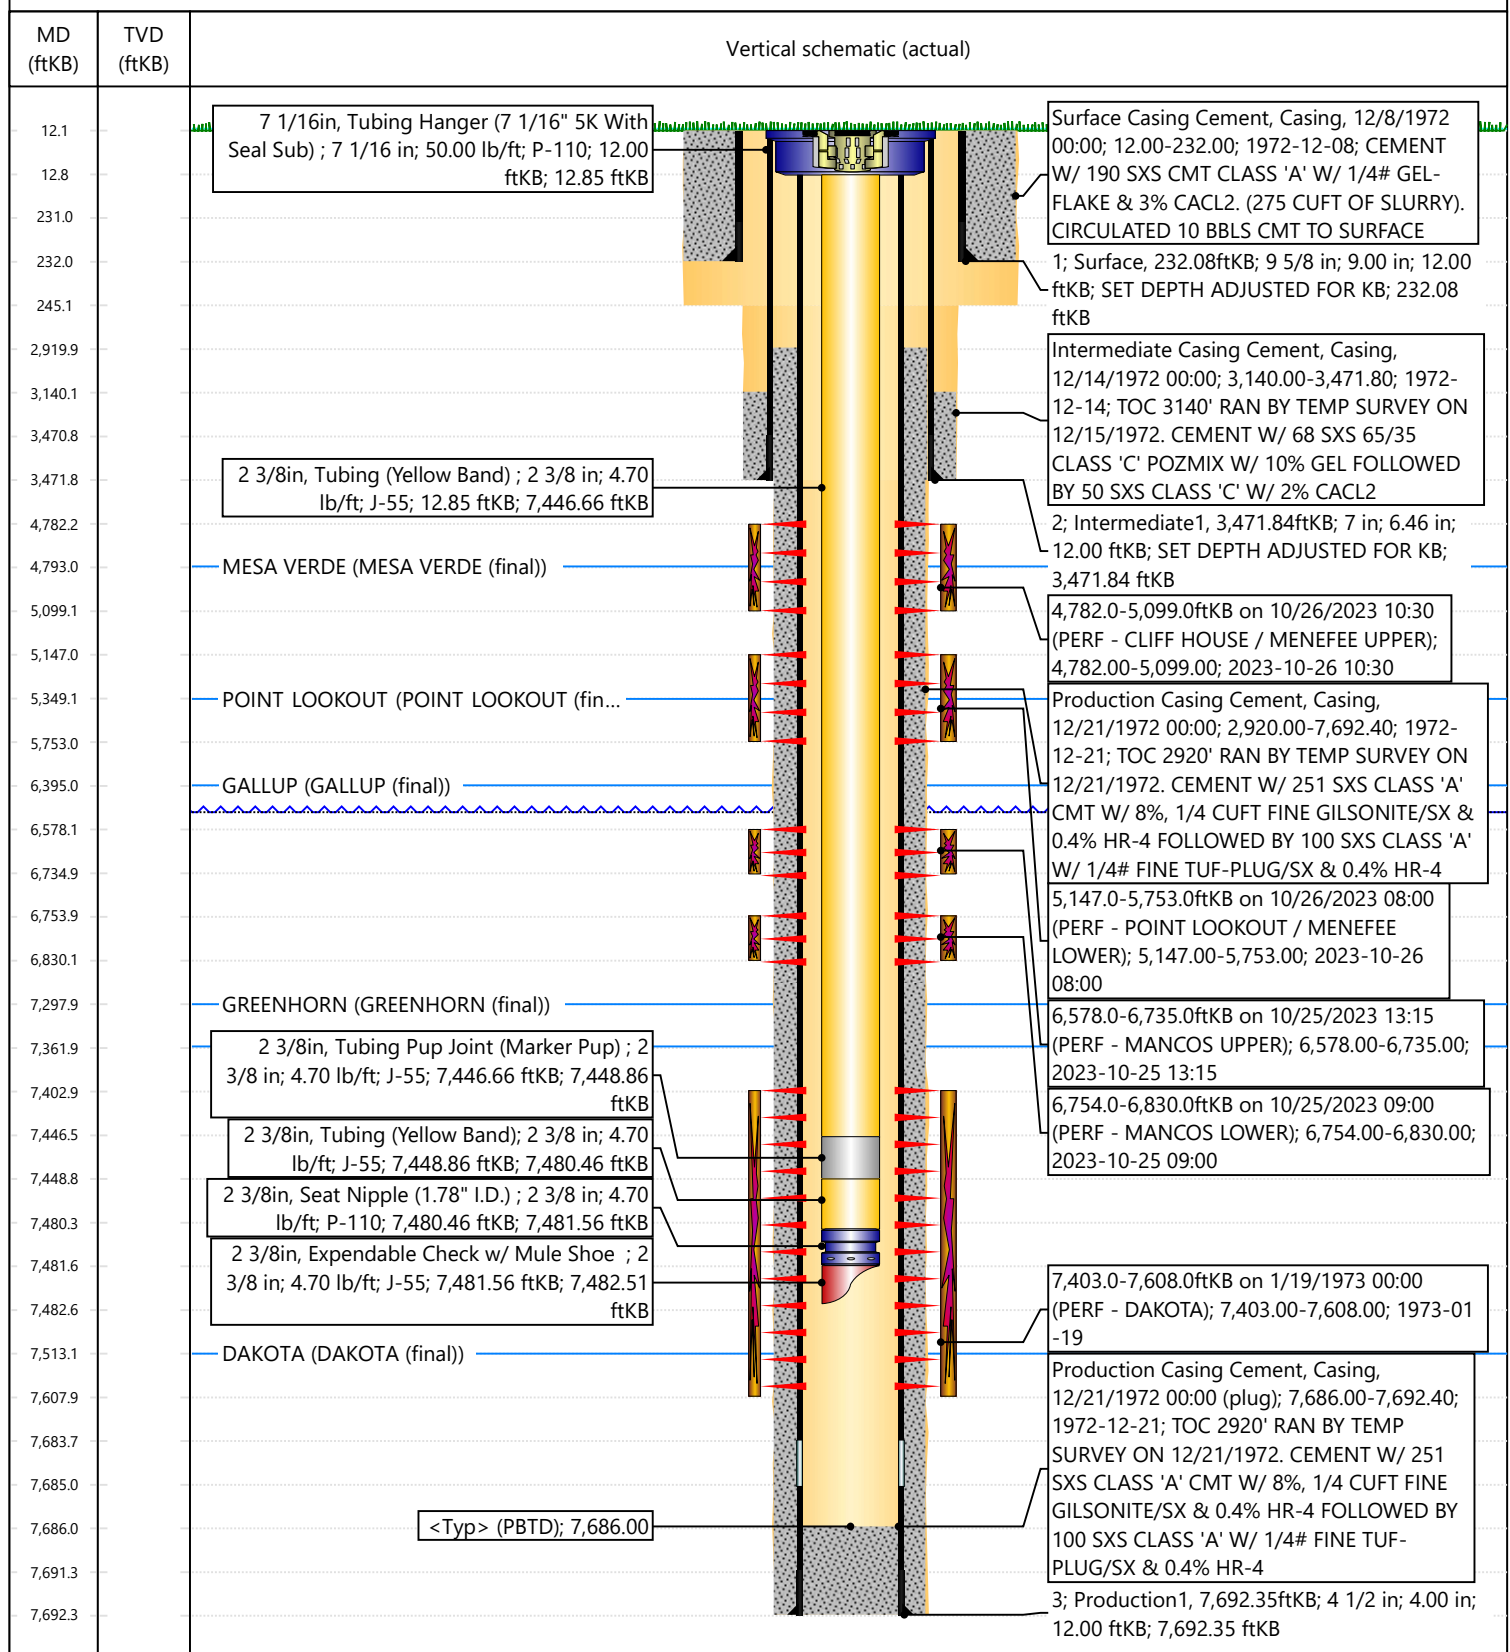 MD
(ftKB)
TVD
(ftKB)
Vertical schematic (actual)
12.1
12.8
231.0
232.0
245.1
2,919.9
3,140.1
3,470.8
3,471.8
4,782.2
4,793.0
5,099.1
5,147.0
5,349.1
5,753.0
6,395.0
6,578.1
6,734.9
6,753.9
6,830.1
7,297.9
7,361.9
7,402.9
7,446.5
7,448.8
7,480.3
7,481.6
7,482.6
7,513.1
7,607.9
7,683.7
7,685.0
7,686.0
7,691.3
7,692.3
7 1/16in, Tubing Hanger (7 1/16" 5K With
Seal Sub) ; 7 1/16 in; 50.00 lb/ft; P-110; 12.00
ftKB; 12.85 ftKB
2 3/8in, Tubing (Yellow Band) ; 2 3/8 in; 4.70
lb/ft; J-55; 12.85 ftKB; 7,446.66 ftKB
MESA VERDE (MESA VERDE (final))
POINT LOOKOUT (POINT LOOKOUT (fin...
GALLUP (GALLUP (final))
GREENHORN (GREENHORN (final))
2 3/8in, Tubing Pup Joint (Marker Pup) ; 2
3/8 in; 4.70 lb/ft; J-55; 7,446.66 ftKB; 7,448.86
ftKB
2 3/8in, Tubing (Yellow Band); 2 3/8 in; 4.70
lb/ft; J-55; 7,448.86 ftKB; 7,480.46 ftKB
2 3/8in, Seat Nipple (1.78" I.D.) ; 2 3/8 in; 4.70
lb/ft; P-110; 7,480.46 ftKB; 7,481.56 ftKB
2 3/8in, Expendable Check w/ Mule Shoe ; 2
3/8 in; 4.70 lb/ft; J-55; 7,481.56 ftKB; 7,482.51
ftKB
DAKOTA (DAKOTA (final))
<Typ> (PBTD); 7,686.00
Surface Casing Cement, Casing, 12/8/1972
00:00; 12.00-232.00; 1972-12-08; CEMENT
W/ 190 SXS CMT CLASS 'A' W/ 1/4# GEL-
FLAKE & 3% CACL2. (275 CUFT OF SLURRY).
CIRCULATED 10 BBLS CMT TO SURFACE
1; Surface, 232.08ftKB; 9 5/8 in; 9.00 in; 12.00
ftKB; SET DEPTH ADJUSTED FOR KB; 232.08
ftKB
Intermediate Casing Cement, Casing,
12/14/1972 00:00; 3,140.00-3,471.80; 1972-
12-14; TOC 3140' RAN BY TEMP SURVEY ON
12/15/1972. CEMENT W/ 68 SXS 65/35
CLASS 'C' POZMIX W/ 10% GEL FOLLOWED
BY 50 SXS CLASS 'C' W/ 2% CACL2
2; Intermediate1, 3,471.84ftKB; 7 in; 6.46 in;
12.00 ftKB; SET DEPTH ADJUSTED FOR KB;
3,471.84 ftKB
4,782.0-5,099.0ftKB on 10/26/2023 10:30
(PERF - CLIFF HOUSE / MENEFEE UPPER);
4,782.00-5,099.00; 2023-10-26 10:30
Production Casing Cement, Casing,
12/21/1972 00:00; 2,920.00-7,692.40; 1972-
12-21; TOC 2920' RAN BY TEMP SURVEY ON
12/21/1972. CEMENT W/ 251 SXS CLASS 'A'
CMT W/ 8%, 1/4 CUFT FINE GILSONITE/SX &
0.4% HR-4 FOLLOWED BY 100 SXS CLASS 'A'
W/ 1/4# FINE TUF-PLUG/SX & 0.4% HR-4
5,147.0-5,753.0ftKB on 10/26/2023 08:00
(PERF - POINT LOOKOUT / MENEFEE
LOWER); 5,147.00-5,753.00; 2023-10-26
08:00
6,578.0-6,735.0ftKB on 10/25/2023 13:15
(PERF - MANCOS UPPER); 6,578.00-6,735.00;
2023-10-25 13:15
6,754.0-6,830.0ftKB on 10/25/2023 09:00
(PERF - MANCOS LOWER); 6,754.00-6,830.00;
2023-10-25 09:00
7,403.0-7,608.0ftKB on 1/19/1973 00:00
(PERF - DAKOTA); 7,403.00-7,608.00; 1973-01
-19
Production Casing Cement, Casing,
12/21/1972 00:00 (plug); 7,686.00-7,692.40;
1972-12-21; TOC 2920' RAN BY TEMP
SURVEY ON 12/21/1972. CEMENT W/ 251
SXS CLASS 'A' CMT W/ 8%, 1/4 CUFT FINE
GILSONITE/SX & 0.4% HR-4 FOLLOWED BY
100 SXS CLASS 'A' W/ 1/4# FINE TUF-
PLUG/SX & 0.4% HR-4
3; Production1, 7,692.35ftKB; 4 1/2 in; 4.00 in;
12.00 ftKB; 7,692.35 ftKB